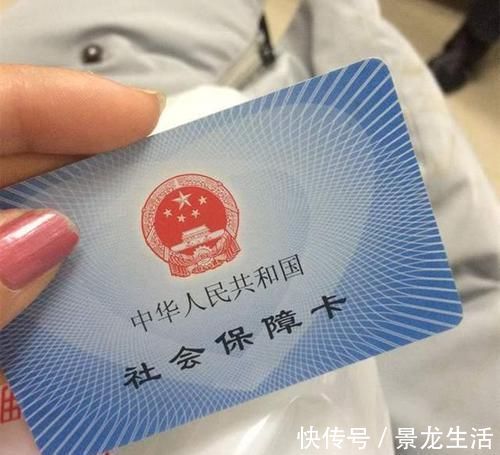 中华人民共和国
社会保障卡
快传号/景龙生活